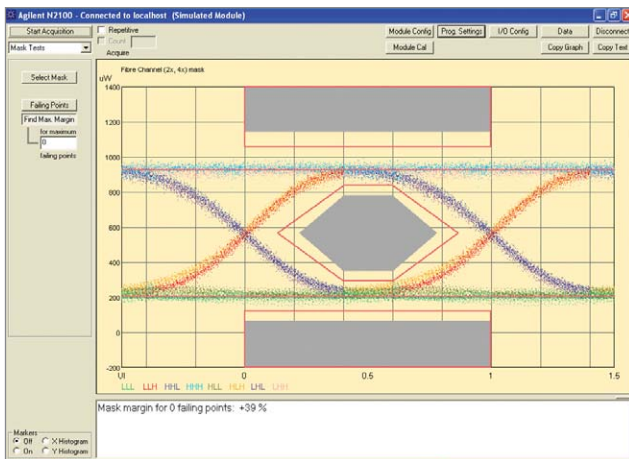 Agilent N2100 - Connected to localhost (Simulated Module)
Start Acquisition
Repetitive
Count
Acquire
Module Config
Prog. Settings
I/O Config
Data
Disconnect
Mask Tests
Module Cal
Copy Graph
Copy Text
Select Mask
Failing Points
Find Max. Margin
for maximum
0
failing points
Fibre Channel (2x, 4x) mask
uW
1400
1200
1000
800
600
400
200
0
-200
UI
0
0.5
1
1.5
LLL LLH HHL HHH HLL HLH LHL LHH
Mask margin for 0 failing points: +39 %
Markers
Off
X Histogram
On
Y Histogram